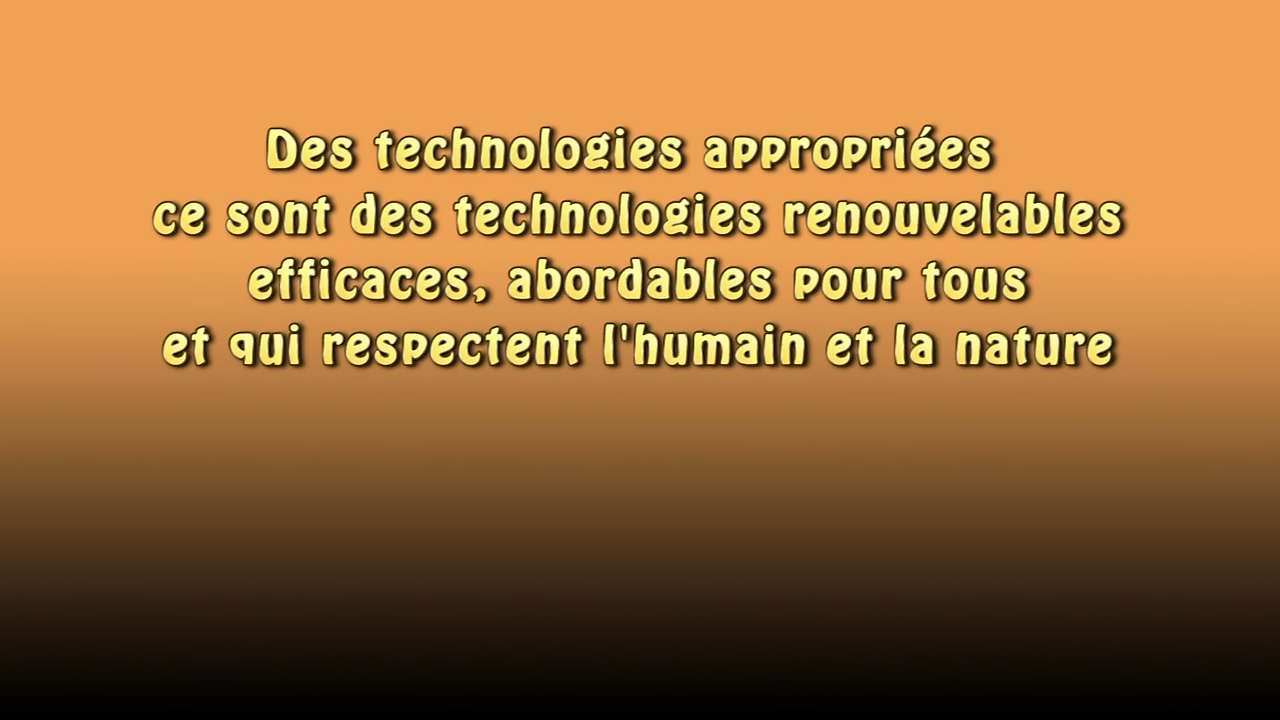 Des technologies appropriées
ce sont des technologies renouvelables
efficaces, abordables pour tous
et qui respectent l'humain et la nature